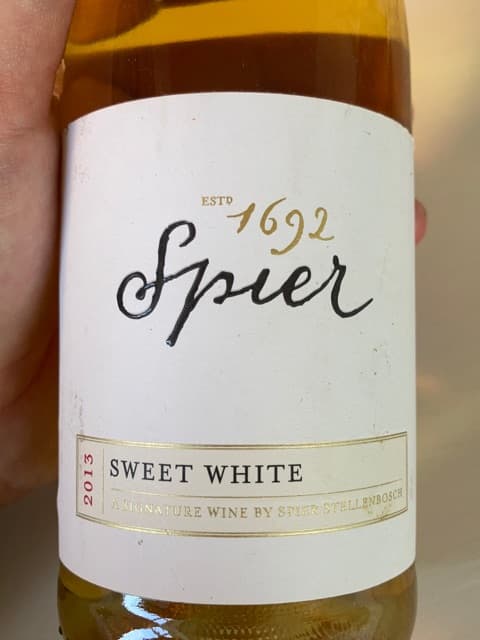 ESTD 1692
Spier
2013
SWEET WHITE
A SIGNATURE WINE BY SPIER STELLENBOSCH